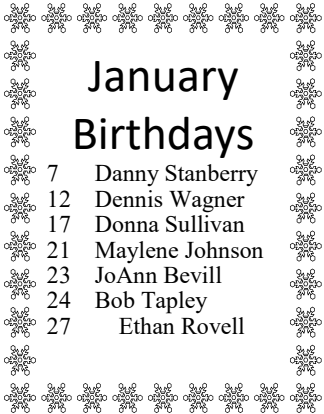 January
Birthdays
7 Danny Stanberry
12 Dennis Wagner
17 Donna Sullivan
21 Maylene Johnson
23 JoAnn Bevill
24 Bob Tapley
27 Ethan Rovell